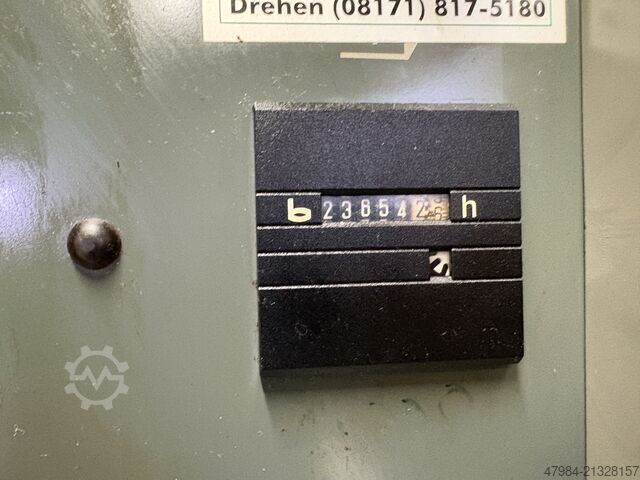 Drehen (08171) 817-5180
b 238542 h
47984-21328157